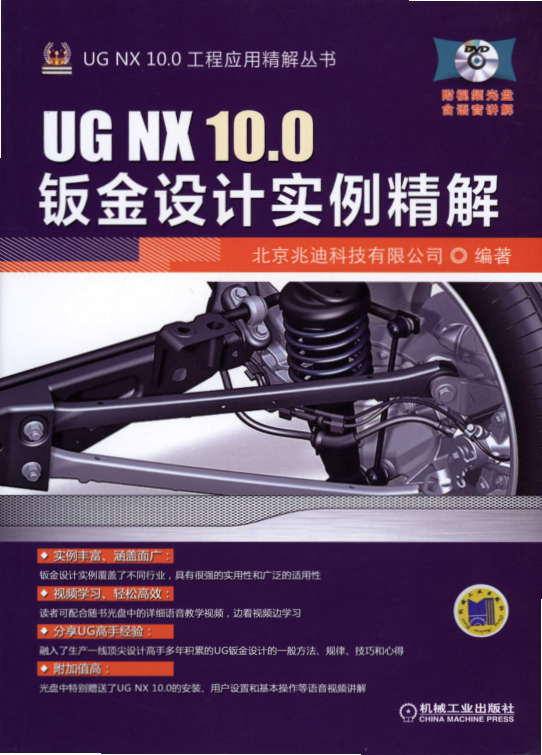 UG NX 10.0 工程应用精解丛书
DVD
附视频光盘
含语音讲解
UG NX 10.0
钣金设计实例精解
北京兆迪科技有限公司 ◎ 编著
◆ 实例丰富、涵盖面广：
钣金设计实例覆盖了不同行业，具有很强的实用性和广泛的适用性
◆ 视频学习、轻松高效：
读者可配合随书光盘中的详细语音教学视频，边看视频边学习
◆ 分享UG高手经验：
融入了生产一线顶尖设计高手多年积累的UG钣金设计的一般方法、规律、技巧和心得
◆ 附加值高：
光盘中特别赠送了UG NX 10.0的安装、用户设置和基本操作等语音视频讲解
机械工业出版社
CHINA MACHINE PRESS